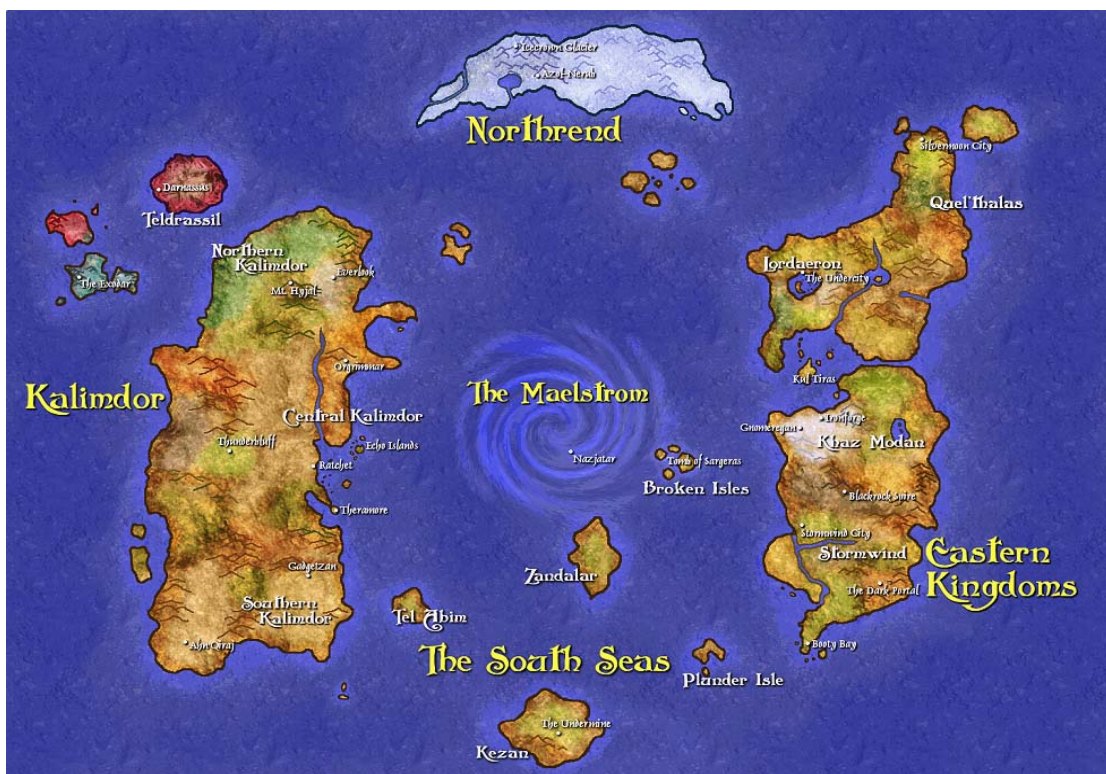 Icecrown Glacier
Azjol-Nerub
Northrend
Silvermoon City
Quel'thalas
Darnassus
Teldrassil
Northern
Kalimdor
Everlook
Mt. Hyjal
The Exodar
Lordaeron
The Undercity
Orgrimmar
Kul Tiras
Kalimdor
The Maelstrom
Central Kalimdor
Echo Islands
Thunderbluff
Ratchet
Ironforge
Gnomeregan
Khaz Modan
Nazjatar
Tomb of Sargeras
Broken Isles
Theramore
Blackrock Spire
Stormwind City
Stormwind
Eastern
Kingdoms
Gadgetzan
Zandalar
The Dark Portal
Southern
Kalimdor
Tel Abim
Ahn Qiraj
Booty Bay
The South Seas
Plunder Isle
The Undermine
Kezan